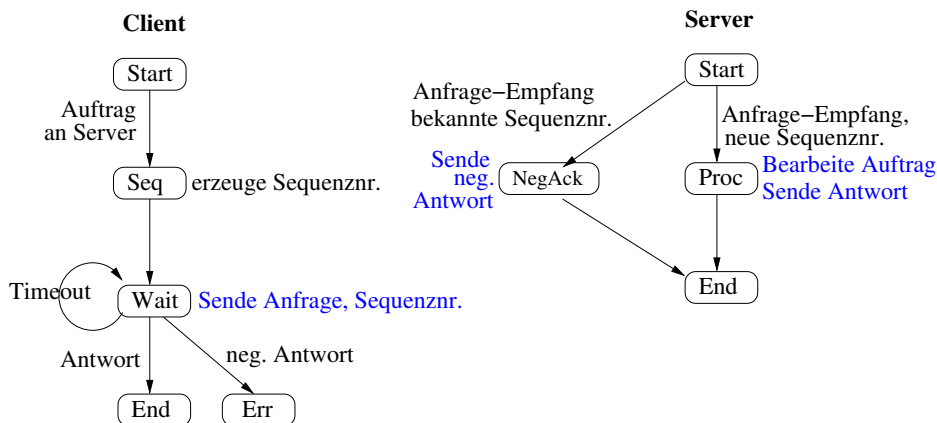 Client
Start
Auftrag
an Server
Seq
erzeuge Sequenznr.
Timeout
Wait
Sende Anfrage, Sequenznr.
Antwort
neg. Antwort
End
Err
Server
Start
Anfrage−Empfang
bekannte Sequenznr.
Anfrage−Empfang,
neue Sequenznr.
Sende
neg.
Antwort
NegAck
Proc
Bearbeite Auftrag
Sende Antwort
End